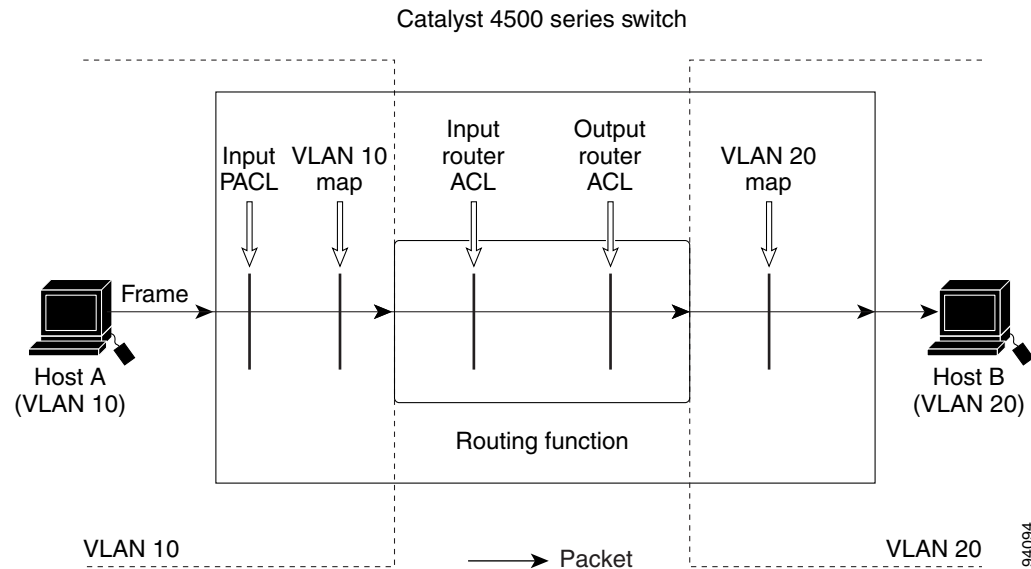 Catalyst 4500 series switch
Input
PACL
VLAN 10
map
Input
router
ACL
Output
router
ACL
VLAN 20
map
Frame
Host A
(VLAN 10)
Host B
(VLAN 20)
Routing function
VLAN 10
Packet
VLAN 20
94094